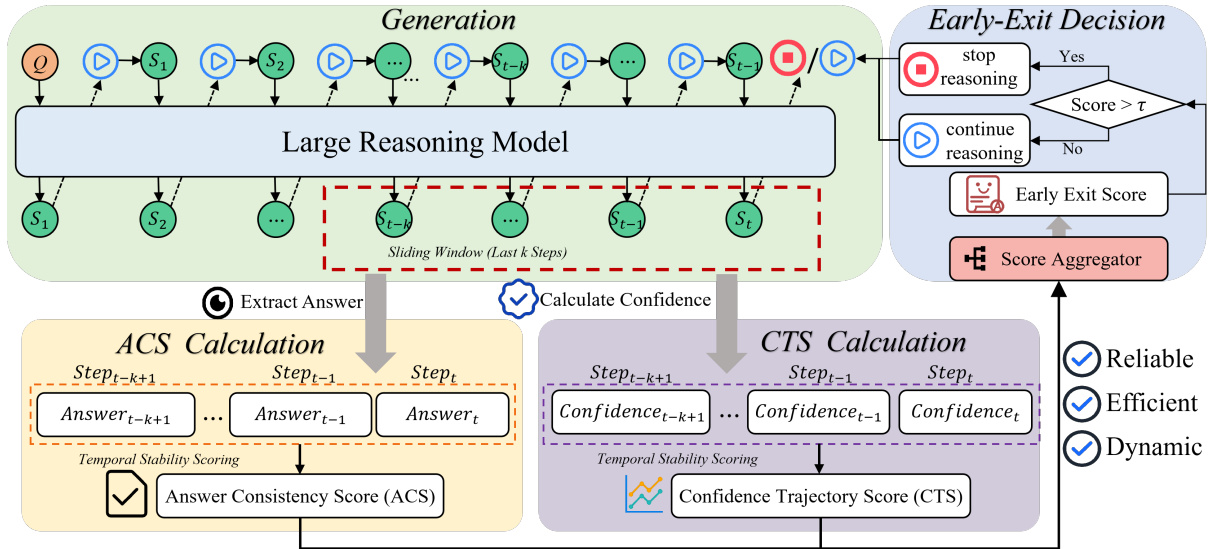 Generation
Q S₁ S₂ ... ... Sₜ₋ₖ ... Sₜ₋₁ /
Large Reasoning Model
S₁ S₂ ... Sₜ₋ₖ ... Sₜ₋₁ Sₜ
Sliding Window (Last k Steps)
Early-Exit Decision
stop
reasoning
Yes
Score > τ
continue
reasoning
No
Early Exit Score
A
Score Aggregator
Extract Answer
Calculate Confidence
ACS Calculation
Stepₜ₋ₖ₊₁ Stepₜ₋₁ Stepₜ
Answerₜ₋ₖ₊₁ ... Answerₜ₋₁ Answerₜ
Temporal Stability Scoring
Answer Consistency Score (ACS)
CTS Calculation
Stepₜ₋ₖ₊₁ Stepₜ₋₁ Stepₜ
Confidenceₜ₋ₖ₊₁ ... Confidenceₜ₋₁ Confidenceₜ
Temporal Stability Scoring
Confidence Trajectory Score (CTS)
Reliable
Efficient
Dynamic